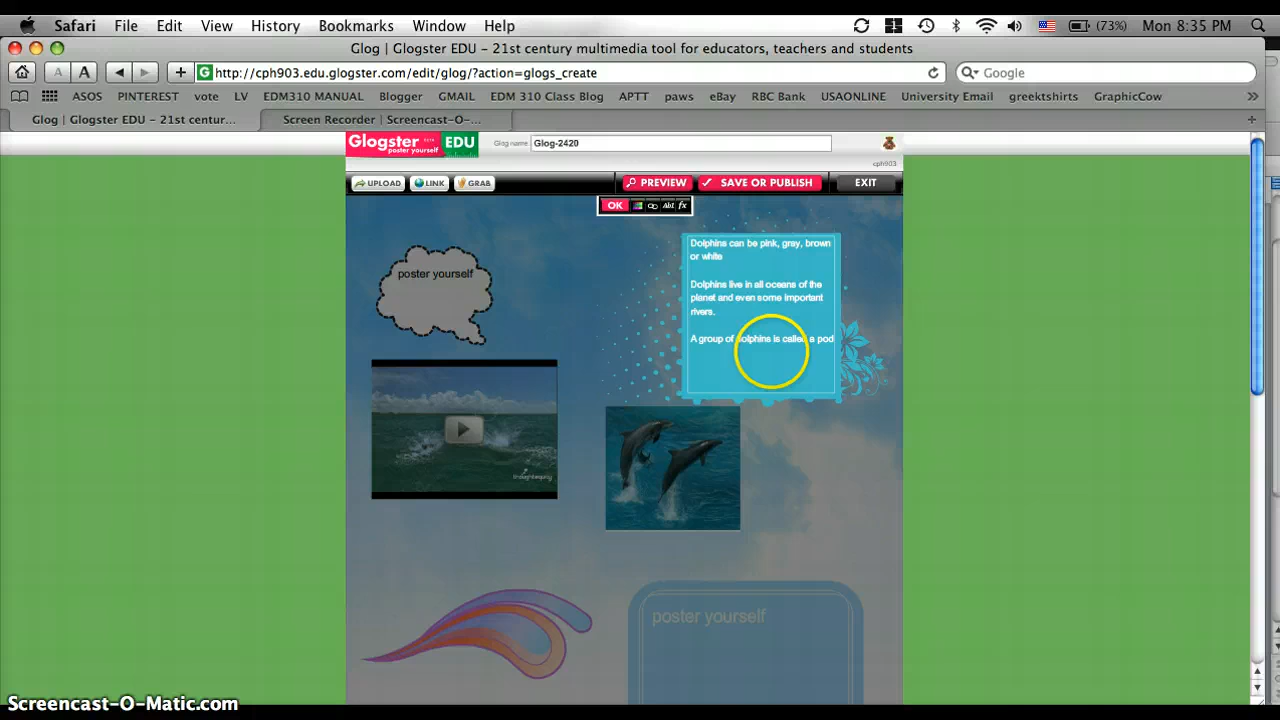 Safari File Edit View History Bookmarks Window Help (73%) Mon 8:35 PM
Glog | Glogster EDU – 21st century multimedia tool for educators, teachers and students
A A http://cph903.edu.glogster.com/edit/glog/?action=glogs_create Google
ASOS PINTEREST vote LV EDM310 MANUAL Blogger GMAIL EDM 310 Class Blog APTT paws eBay RBC Bank USAONLINE University Email greektshirts GraphicCow
Glog | Glogster EDU – 21st centur... Screen Recorder | Screencast-O-...
Glogster EDU Glog name: Glog-2420
poster yourself
cph903
UPLOAD LINK GRAB PREVIEW SAVE OR PUBLISH EXIT
OK fx
Dolphins can be pink, gray, brown
or white
poster yourself
Dolphins live in all oceans of the
planet and even some important
rivers.
A group of dolphins is called a pod
poster yourself
Screencast-O-Matic.com